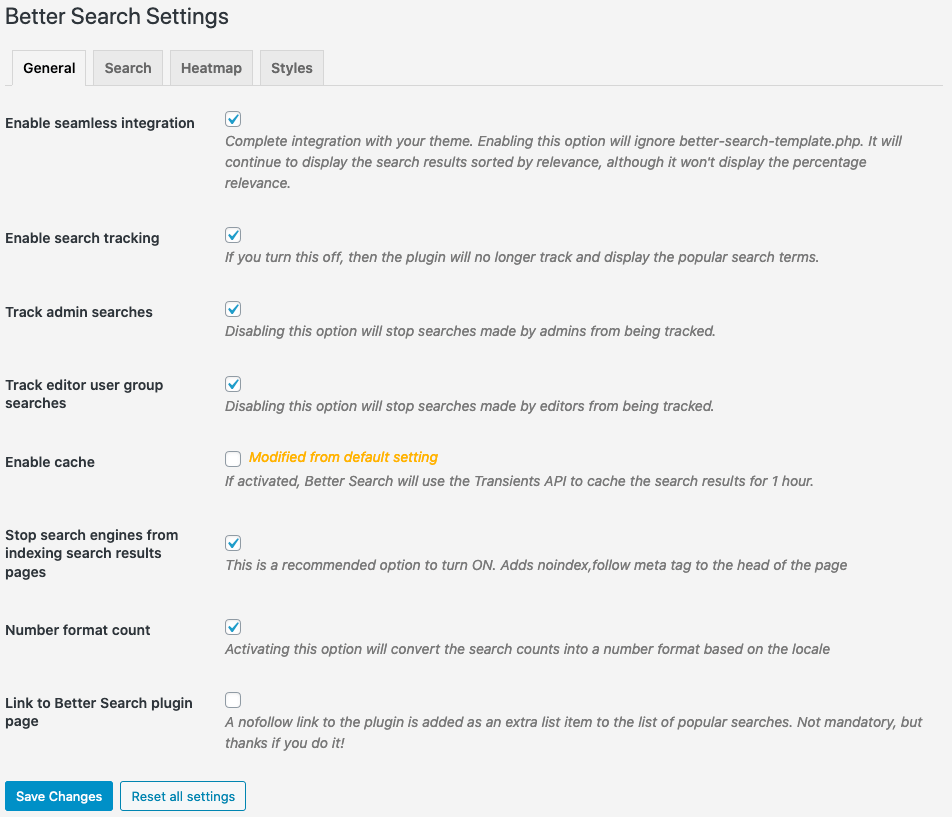 Better Search Settings
General Search Heatmap Styles
Enable seamless integration
Complete integration with your theme. Enabling this option will ignore better-search-template.php. It will
continue to display the search results sorted by relevance, although it won't display the percentage
relevance.
Enable search tracking
If you turn this off, then the plugin will no longer track and display the popular search terms.
Track admin searches
Disabling this option will stop searches made by admins from being tracked.
Track editor user group
searches
Disabling this option will stop searches made by editors from being tracked.
Enable cache
Modified from default setting
If activated, Better Search will use the Transients API to cache the search results for 1 hour.
Stop search engines from
indexing search results
pages
This is a recommended option to turn ON. Adds noindex,follow meta tag to the head of the page
Number format count
Activating this option will convert the search counts into a number format based on the locale
Link to Better Search plugin
page
A nofollow link to the plugin is added as an extra list item to the list of popular searches. Not mandatory, but
thanks if you do it!
Save Changes Reset all settings